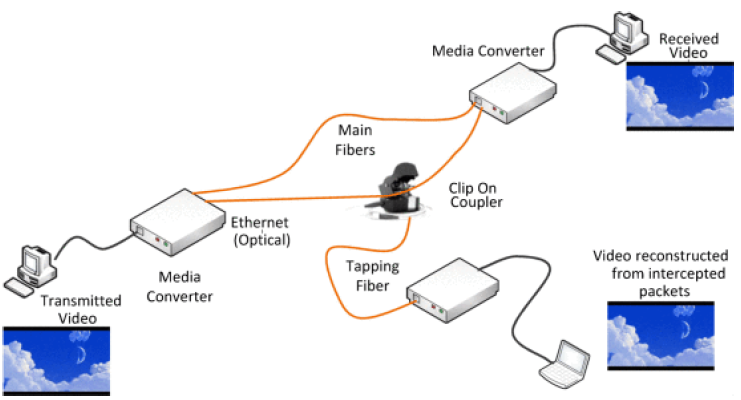 Media Converter
Received
Video
Main
Fibers
Clip On
Coupler
Ethernet
(Optical)
Tapping
Fiber
Media
Converter
Transmitted
Video
Video reconstructed
from intercepted
packets